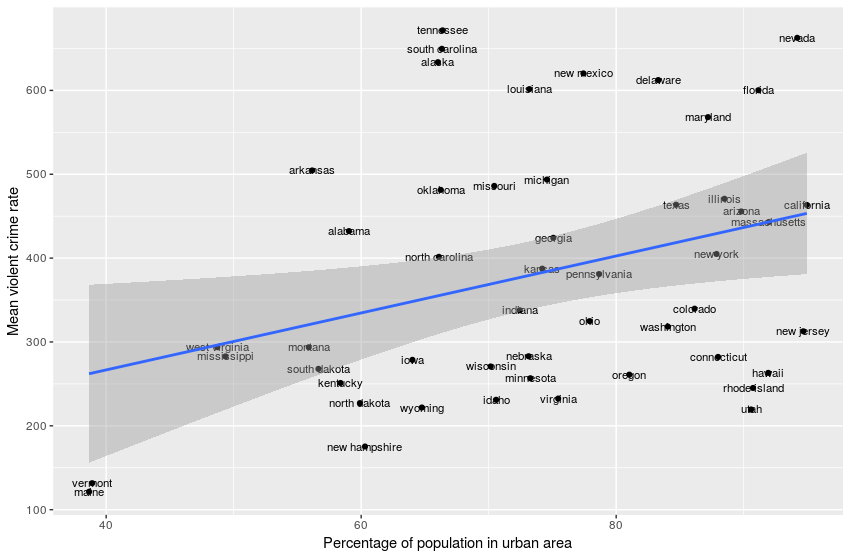 tennessee
nevada
south carolina
alaska
new mexico
delaware
louisiana
florida
maryland
arkansas
michigan
missouri
oklahoma
illinois
texas
california
arizona
massachusetts
alabama
georgia
north carolina
new york
kansas
pennsylvania
indiana
colorado
ohio
washington
new jersey
west virginia
montana
mississippi
nebraska
connecticut
iowa
wisconsin
south dakota
hawaii
oregon
minnesota
kentucky
rhode island
idaho
virginia
north dakota
wyoming
utah
new hampshire
vermont
maine
600
500
400
300
200
100
40
60
80
Percentage of population in urban area
Mean violent crime rate